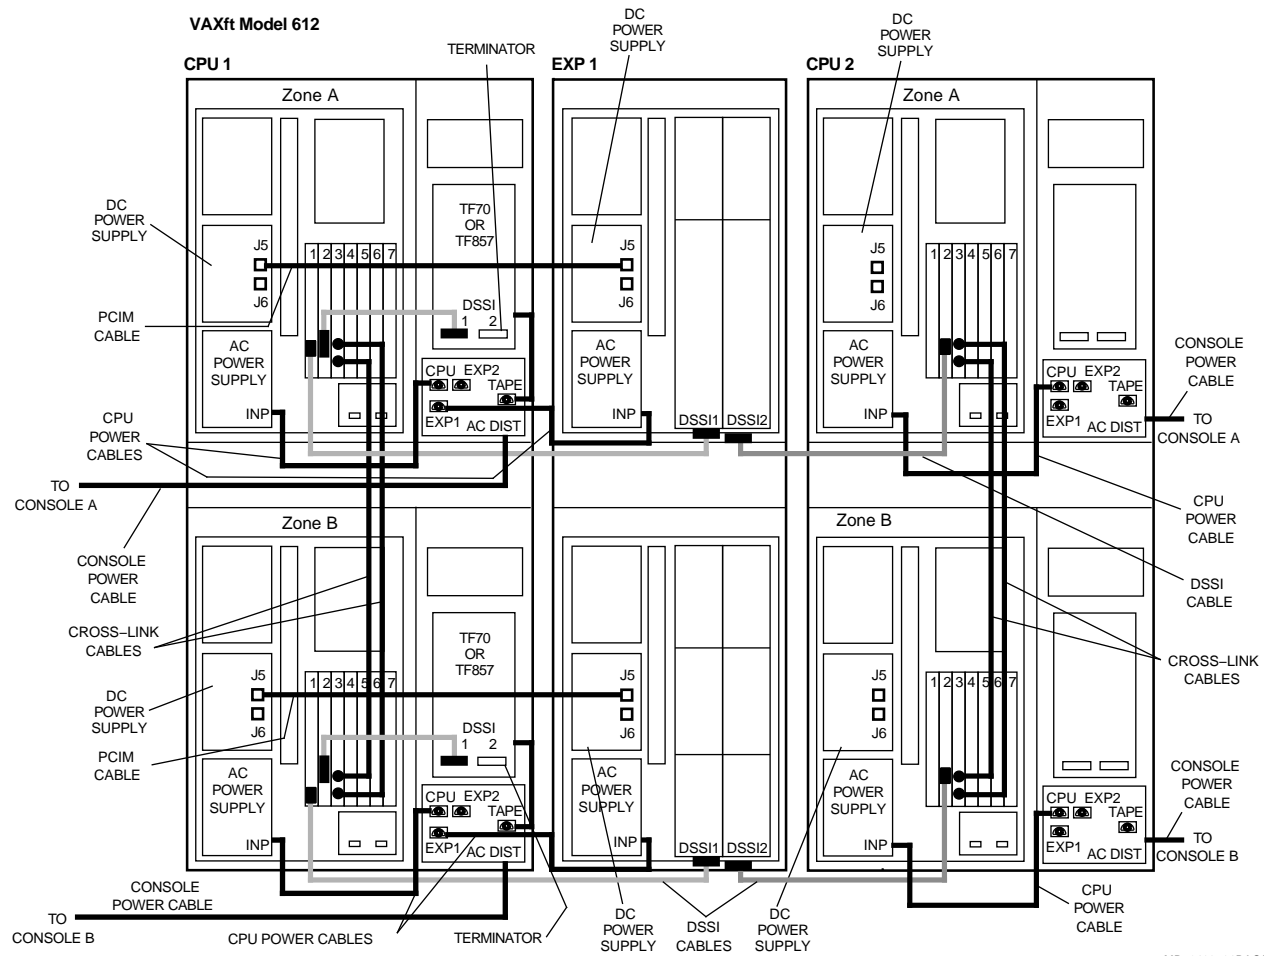 VAXft Model 612
DC
POWER
SUPPLY
DC
POWER
SUPPLY
TERMINATOR
CPU 1
EXP 1
CPU 2
Zone A
Zone A
TF70
OR
TF857
DC
POWER
SUPPLY
J5
J6
1 2 3 4 5 6 7
J5
J6
J5
J6
1 2 3 4 5 6 7
PCIM
CABLE
DSSI
1 2
AC
POWER
SUPPLY
INP
CPU EXP2
TAPE
EXP1 AC DIST
AC
POWER
SUPPLY
INP
DSSI1 DSSI2
AC
POWER
SUPPLY
INP
CPU EXP2
TAPE
EXP1 AC DIST
CONSOLE
POWER
CABLE
TO
CONSOLE A
CPU
POWER
CABLES
TO
CONSOLE A
CONSOLE
POWER
CABLE
CPU
POWER
CABLE
DSSI
CABLE
Zone B
Zone B
CROSS–LINK
CABLES
CROSS–LINK
CABLES
TF70
OR
TF857
DC
POWER
SUPPLY
J5
J6
1 2 3 4 5 6 7
J5
J6
J5
J6
1 2 3 4 5 6 7
PCIM
CABLE
DSSI
1 2
AC
POWER
SUPPLY
INP
CPU EXP2
TAPE
EXP1 AC DIST
AC
POWER
SUPPLY
INP
DSSI1 DSSI2
AC
POWER
SUPPLY
INP
CPU EXP2
TAPE
EXP1 AC DIST
CONSOLE
POWER
CABLE
TO
CONSOLE B
CONSOLE
POWER CABLE
TO
CONSOLE B
CPU POWER CABLES
TERMINATOR
DC
POWER
SUPPLY
DSSI
CABLES
DC
POWER
SUPPLY
CPU
POWER
CABLE